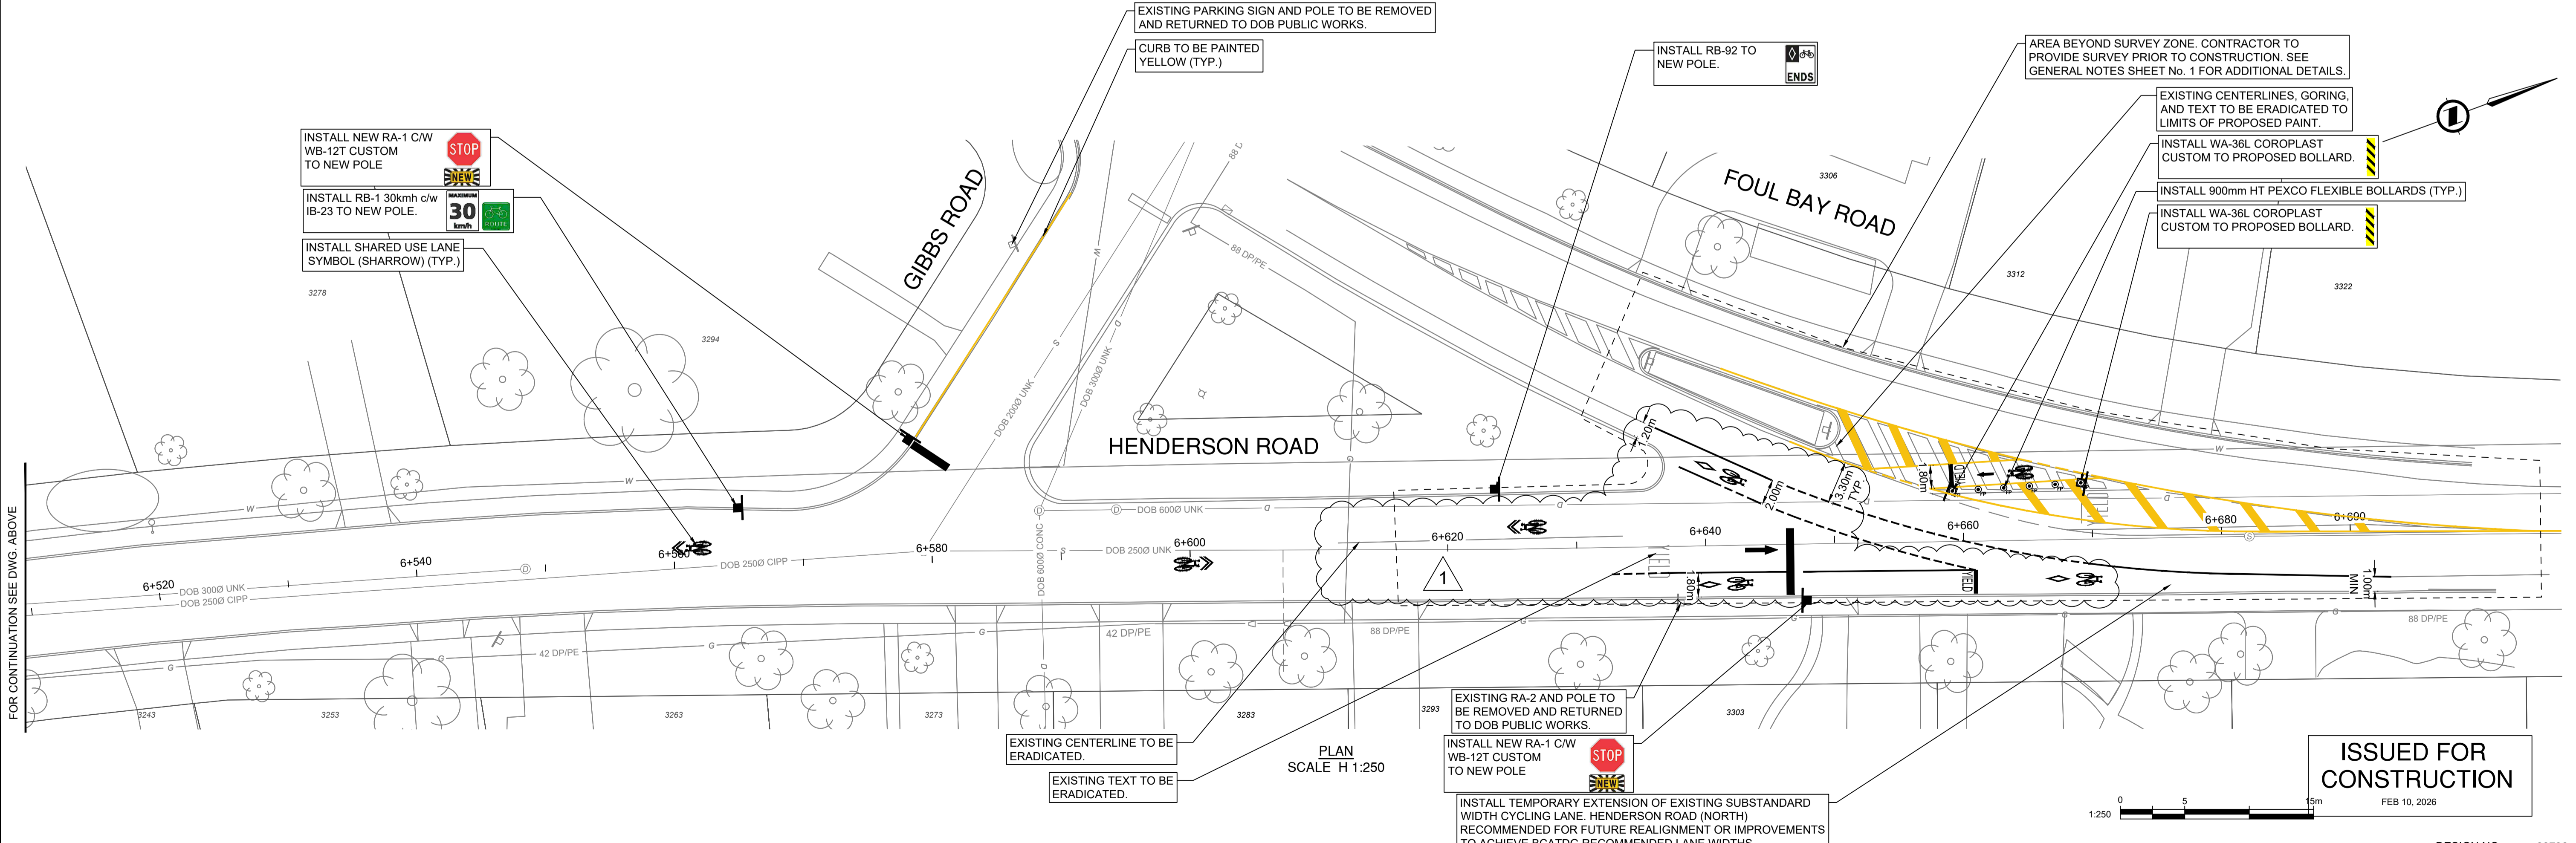 EXISTING PARKING SIGN AND POLE TO BE REMOVED
AND RETURNED TO DOB PUBLIC WORKS.
CURB TO BE PAINTED
YELLOW (TYP.)
INSTALL RB-92 TO
NEW POLE.
ENDS
AREA BEYOND SURVEY ZONE. CONTRACTOR TO
PROVIDE SURVEY PRIOR TO CONSTRUCTION. SEE
GENERAL NOTES SHEET No. 1 FOR ADDITIONAL DETAILS.
EXISTING CENTERLINES, GORING,
AND TEXT TO BE ERADICATED TO
LIMITS OF PROPOSED PAINT.
INSTALL WA-36L COROPLAST
CUSTOM TO PROPOSED BOLLARD.
INSTALL 900mm HT PEXCO FLEXIBLE BOLLARDS (TYP.)
INSTALL WA-36L COROPLAST
CUSTOM TO PROPOSED BOLLARD.
INSTALL NEW RA-1 C/W
WB-12T CUSTOM
TO NEW POLE
STOP
NEW
INSTALL RB-1 30kmh c/w
IB-23 TO NEW POLE.
MAXIMUM
30
km/h
ROUTE
INSTALL SHARED USE LANE
SYMBOL (SHARROW) (TYP.)
GIBBS ROAD
FOUL BAY ROAD
HENDERSON ROAD
3278
3294
3306
3312
3322
88 D
88 DP/PE
W
W
W
W
S
D
DOB 200Ø UNK
DOB 300Ø UNK
G
DOB 600Ø UNK
DOB 600Ø CONC
DOB 250Ø UNK
DOB 250Ø CIPP
DOB 300Ø UNK
DOB 250Ø CIPP
6+520
6+540
6+560
6+580
6+600
6+620
6+640
6+660
6+680
6+690
1.20m
2.00m
3.30m
TYP.
1.80m
YIELD
YIELD
YIELD
1.80m
YIELD
1.00m
MIN
1
42 DP/PE
42 DP/PE
88 DP/PE
88 DP/PE
G
G
G
G
3243
3253
3263
3273
3283
3293
3303
FOR CONTINUATION SEE DWG. ABOVE
EXISTING CENTERLINE TO BE
ERADICATED.
EXISTING TEXT TO BE
ERADICATED.
PLAN
SCALE H 1:250
EXISTING RA-2 AND POLE TO
BE REMOVED AND RETURNED
TO DOB PUBLIC WORKS.
INSTALL NEW RA-1 C/W
WB-12T CUSTOM
TO NEW POLE
STOP
NEW
INSTALL TEMPORARY EXTENSION OF EXISTING SUBSTANDARD
WIDTH CYCLING LANE. HENDERSON ROAD (NORTH)
RECOMMENDED FOR FUTURE REALIGNMENT OR IMPROVEMENTS
TO ACHIEVE BCATDG RECOMMENDED LANE WIDTHS
1:250
0
5
15m
ISSUED FOR
CONSTRUCTION
FEB 10, 2026